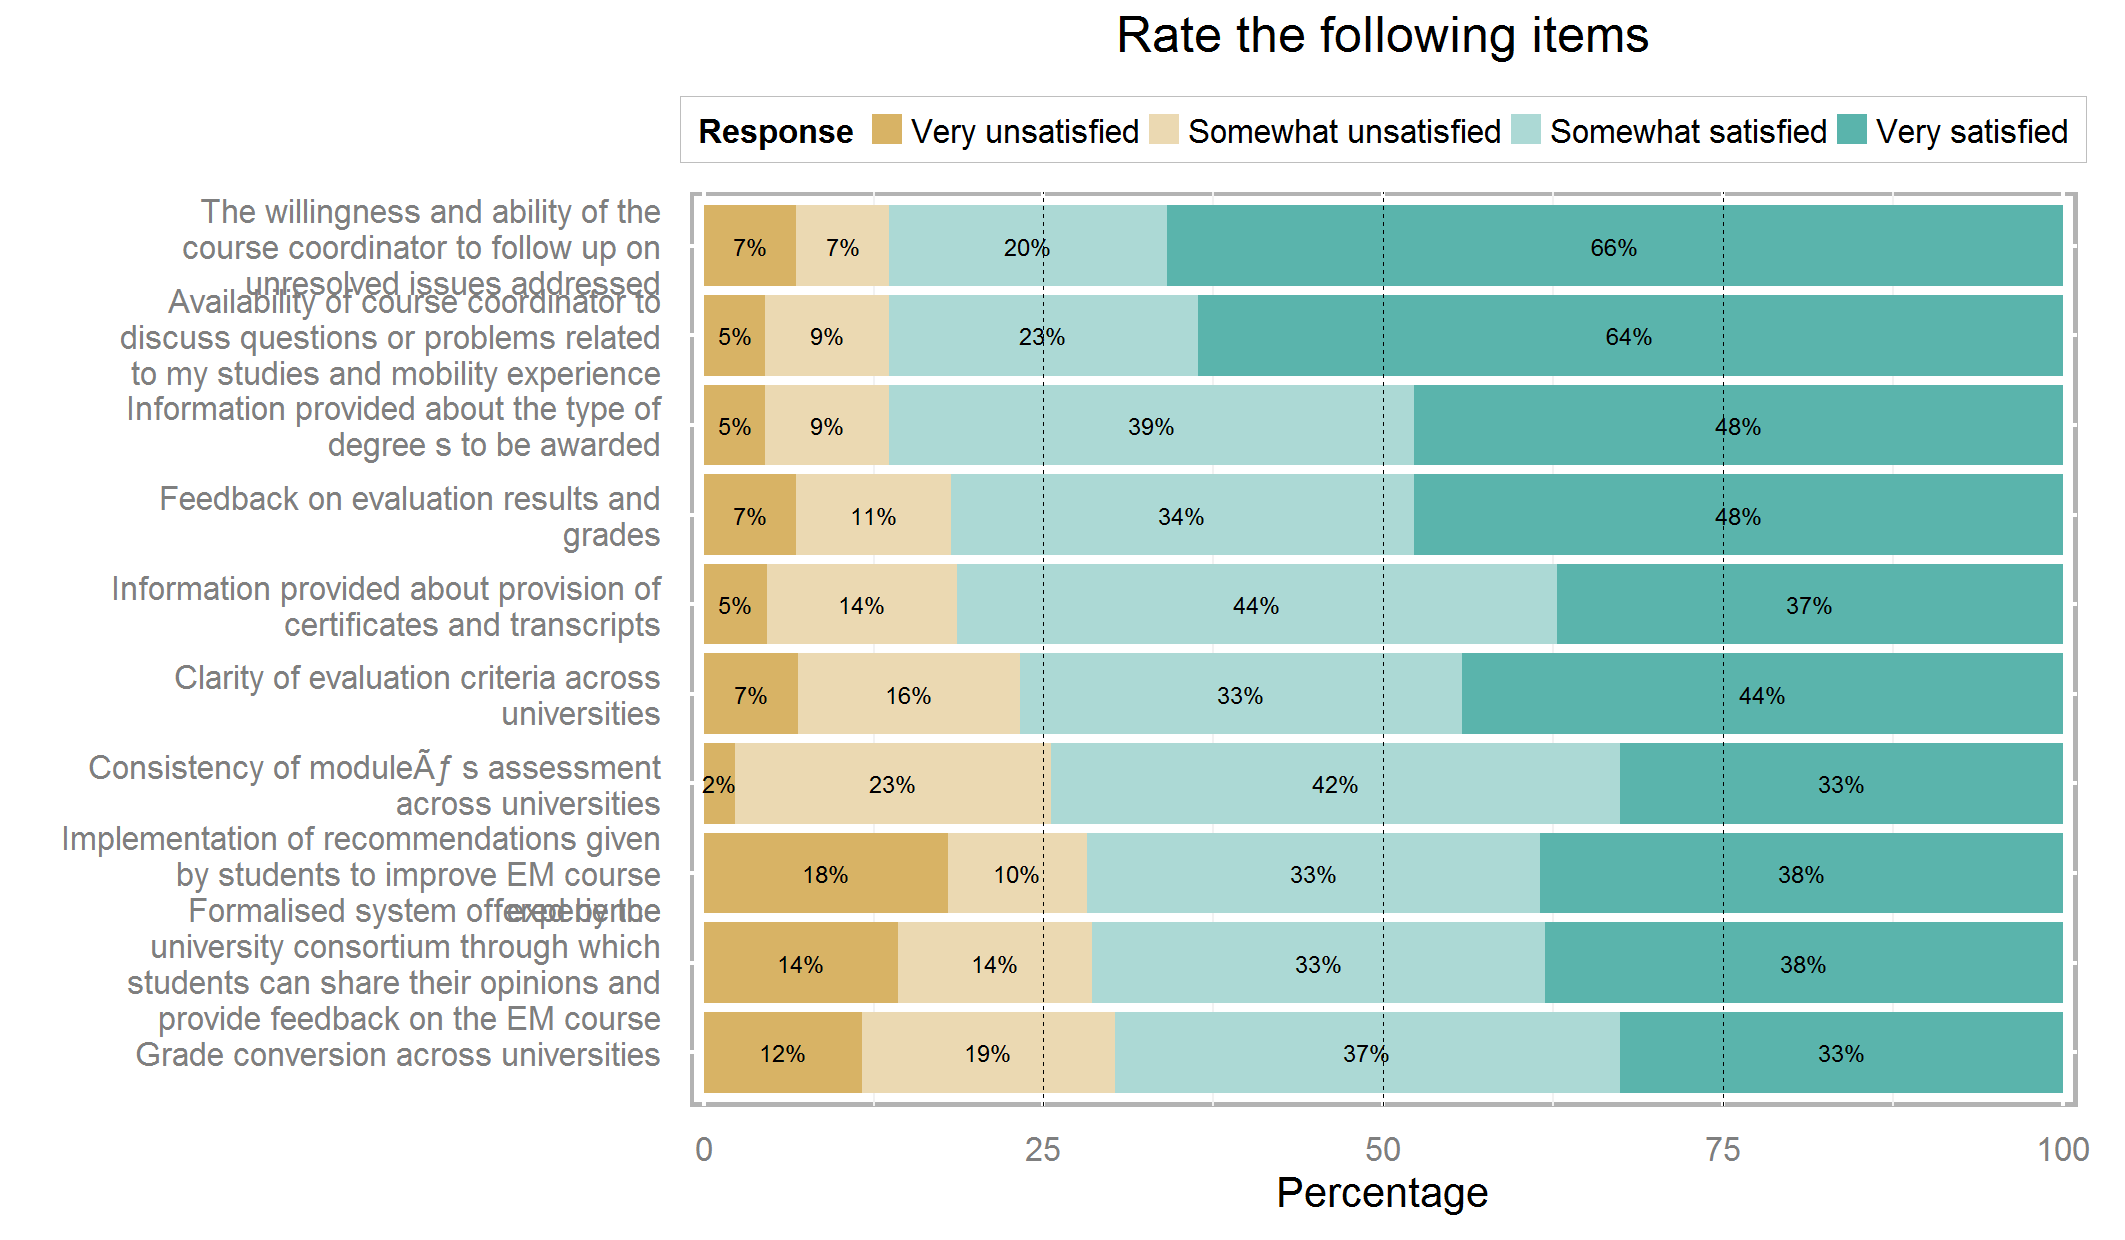 Rate the following items
Response Very unsatisfied Somewhat unsatisfied Somewhat satisfied Very satisfied
The willingness and ability of the
course coordinator to follow up on
unresolved issues addressed
7% 7% 20% 66%
Availability of course coordinator to
discuss questions or problems related
to my studies and mobility experience
5% 9% 23% 64%
Information provided about the type of
degree s to be awarded
5% 9% 39% 48%
Feedback on evaluation results and
grades
7% 11% 34% 48%
Information provided about provision of
certificates and transcripts
5% 14% 44% 37%
Clarity of evaluation criteria across
universities
7% 16% 33% 44%
Consistency of moduleÃƒ s assessment
across universities
2% 23% 42% 33%
Implementation of recommendations given
by students to improve EM course
experience
18% 10% 33% 38%
Formalised system offered by the
university consortium through which
students can share their opinions and
provide feedback on the EM course
14% 14% 33% 38%
Grade conversion across universities
12% 19% 37% 33%
0 25 50 75 100
Percentage